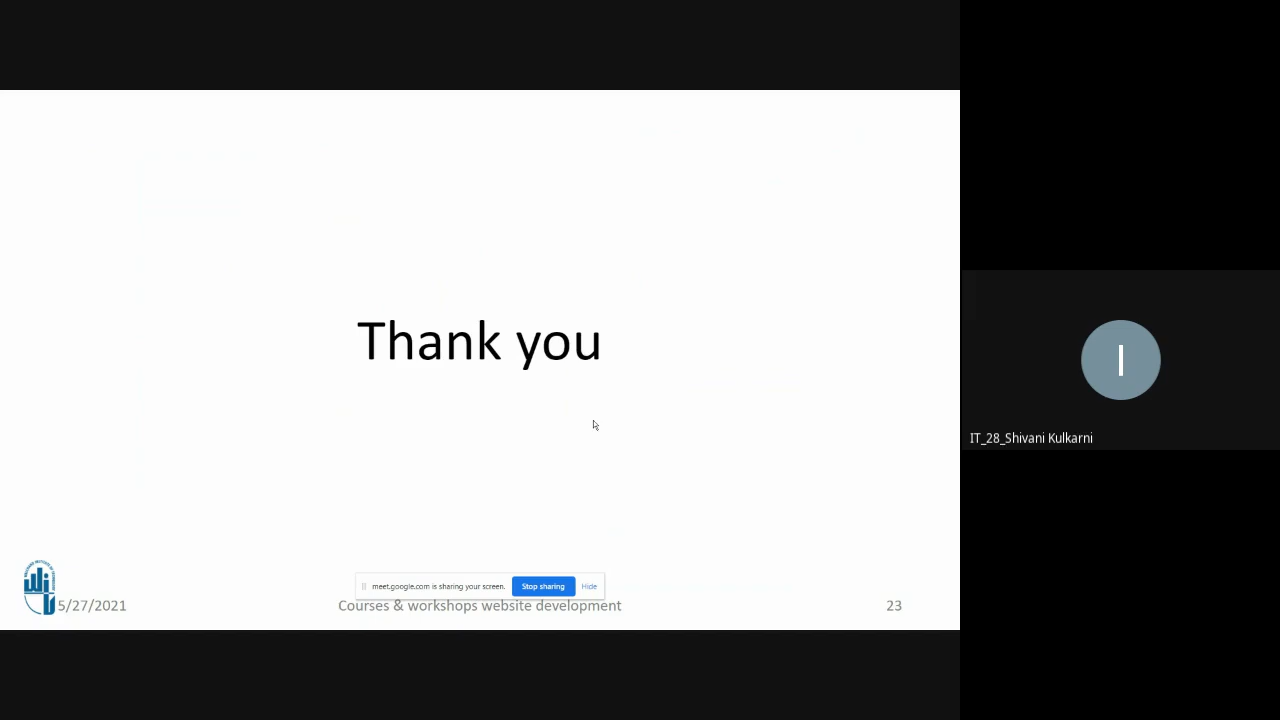 Thank you
meet.google.com is sharing your screen. Stop sharing Hide
5/27/2021 Courses & workshops website development 23
I
IT_28_Shivani Kulkarni